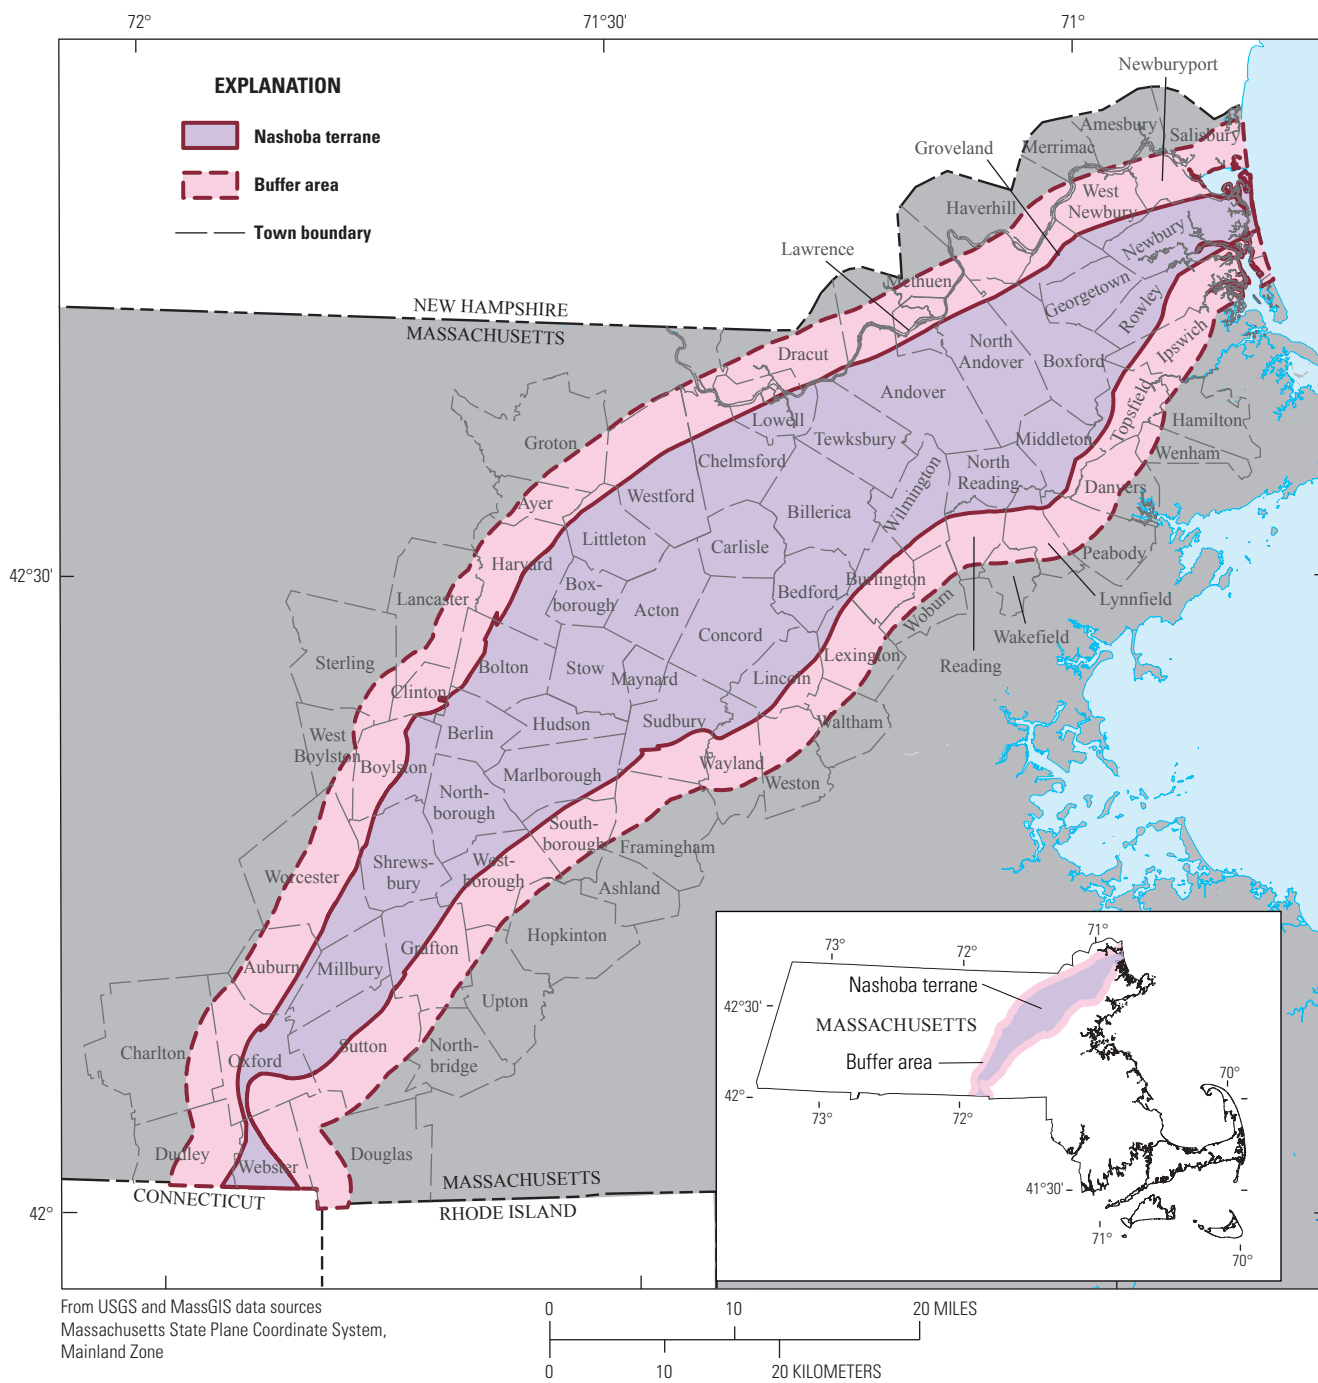 72°
71°30'
71°
EXPLANATION
Nashoba terrane
Buffer area
Town boundary
Newburyport
Amesbury
Salisbury
Merrimac
Groveland
West
Newbury
Haverhill
Newbury
Lawrence
Methuen
Georgetown
Rowley
NEW HAMPSHIRE
MASSACHUSETTS
Dracut
North
Andover
Boxford
Ipswich
Andover
Topsfield
Hamilton
Lowell
Tewksbury
Middleton
Wenham
Groton
Chelmsford
North
Reading
Danvers
Westford
Wilmington
Ayer
Billerica
Littleton
Carlisle
Peabody
Harvard
42°30'
Box-
borough
Bedford
Burlington
Lancaster
Acton
Woburn
Lynnfield
Concord
Wakefield
Sterling
Bolton
Stow
Lexington
Reading
Clinton
Maynard
Lincoln
West
Boylston
Berlin
Hudson
Sudbury
Waltham
Boylston
Marlborough
Wayland
Weston
North-
borough
South-
borough
Framingham
Shrews-
bury
West-
borough
Worcester
Ashland
Grafton
Hopkinton
Auburn
Millbury
Upton
Charlton
Oxford
Sutton
North-
bridge
Dudley
Webster
Douglas
MASSACHUSETTS
CONNECTICUT
RHODE ISLAND
42°
73°
72°
71°
Nashoba terrane
42°30'
MASSACHUSETTS
Buffer area
42°
73°
72°
70°
41°30'
71°
70°
From USGS and MassGIS data sources
Massachusetts State Plane Coordinate System,
Mainland Zone
0 10 20 MILES
0 10 20 KILOMETERS